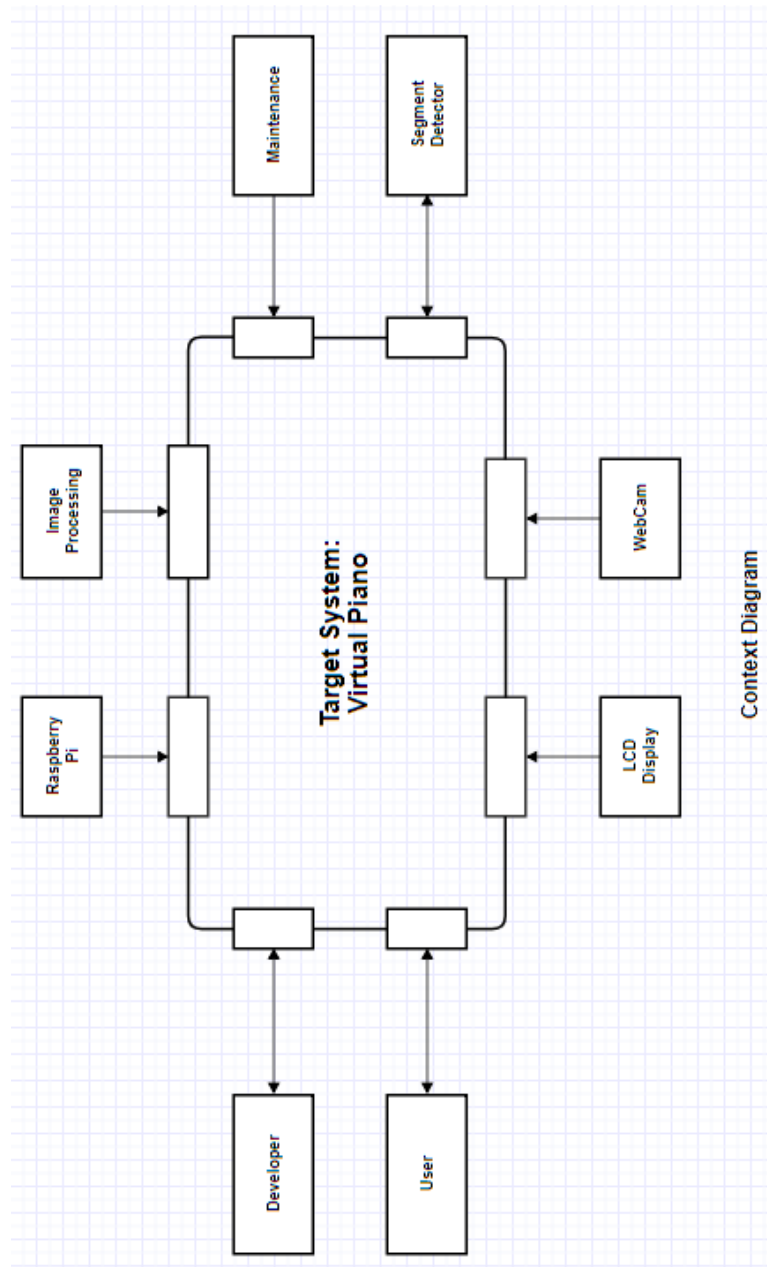 Developer
User
Raspberry
Pi
Image
Processing
Target System:
Virtual Piano
LCD
Display
WebCam
Maintenance
Segment
Detector
Context Diagram